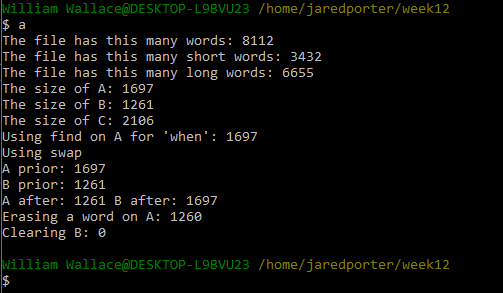 William Wallace@DESKTOP-L9BVU23 /home/jaredporter/week12
$ a
The file has this many words: 8112
The file has this many short words: 3432
The file has this many long words: 6655
The size of A: 1697
The size of B: 1261
The size of C: 2106
Using find on A for 'when': 1697
Using swap
A prior: 1697
B prior: 1261
A after: 1261 B after: 1697
Erasing a word on A: 1260
Clearing B: 0
William Wallace@DESKTOP-L9BVU23 /home/jaredporter/week12
$